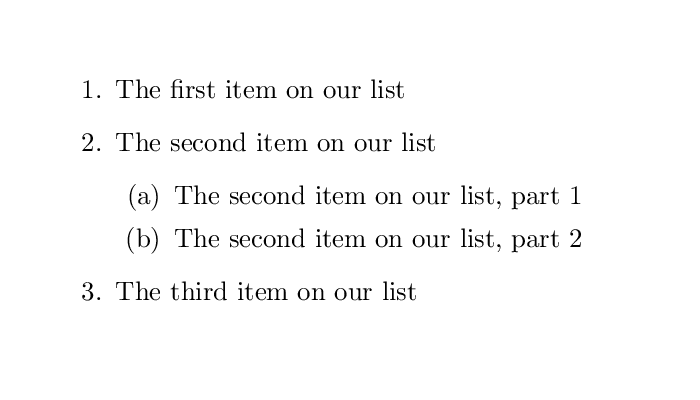 1. The first item on our list
2. The second item on our list
(a) The second item on our list, part 1
(b) The second item on our list, part 2
3. The third item on our list